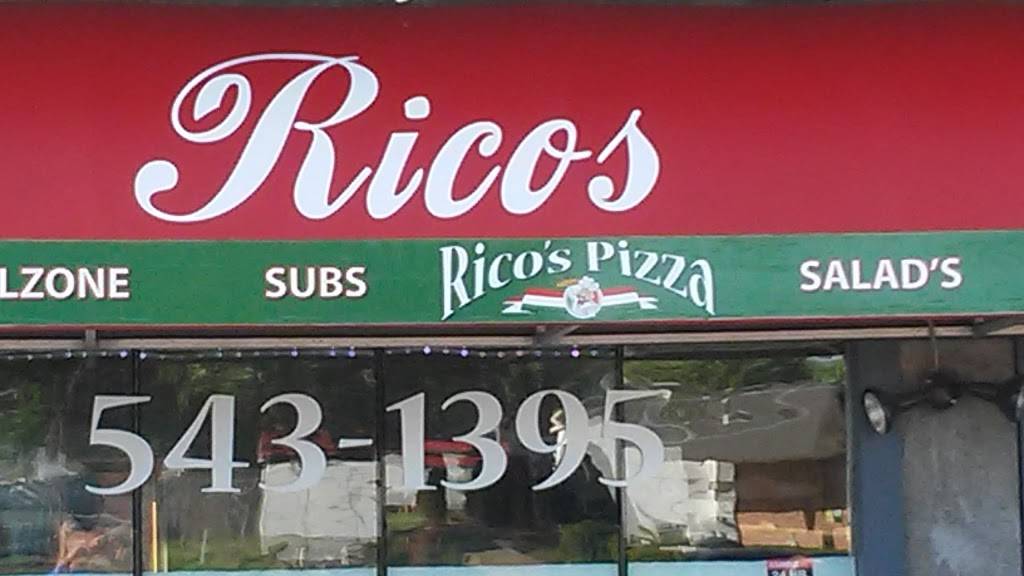 Ricos
LZONE SUBS Rico's Pizza SALAD'S
543-1395